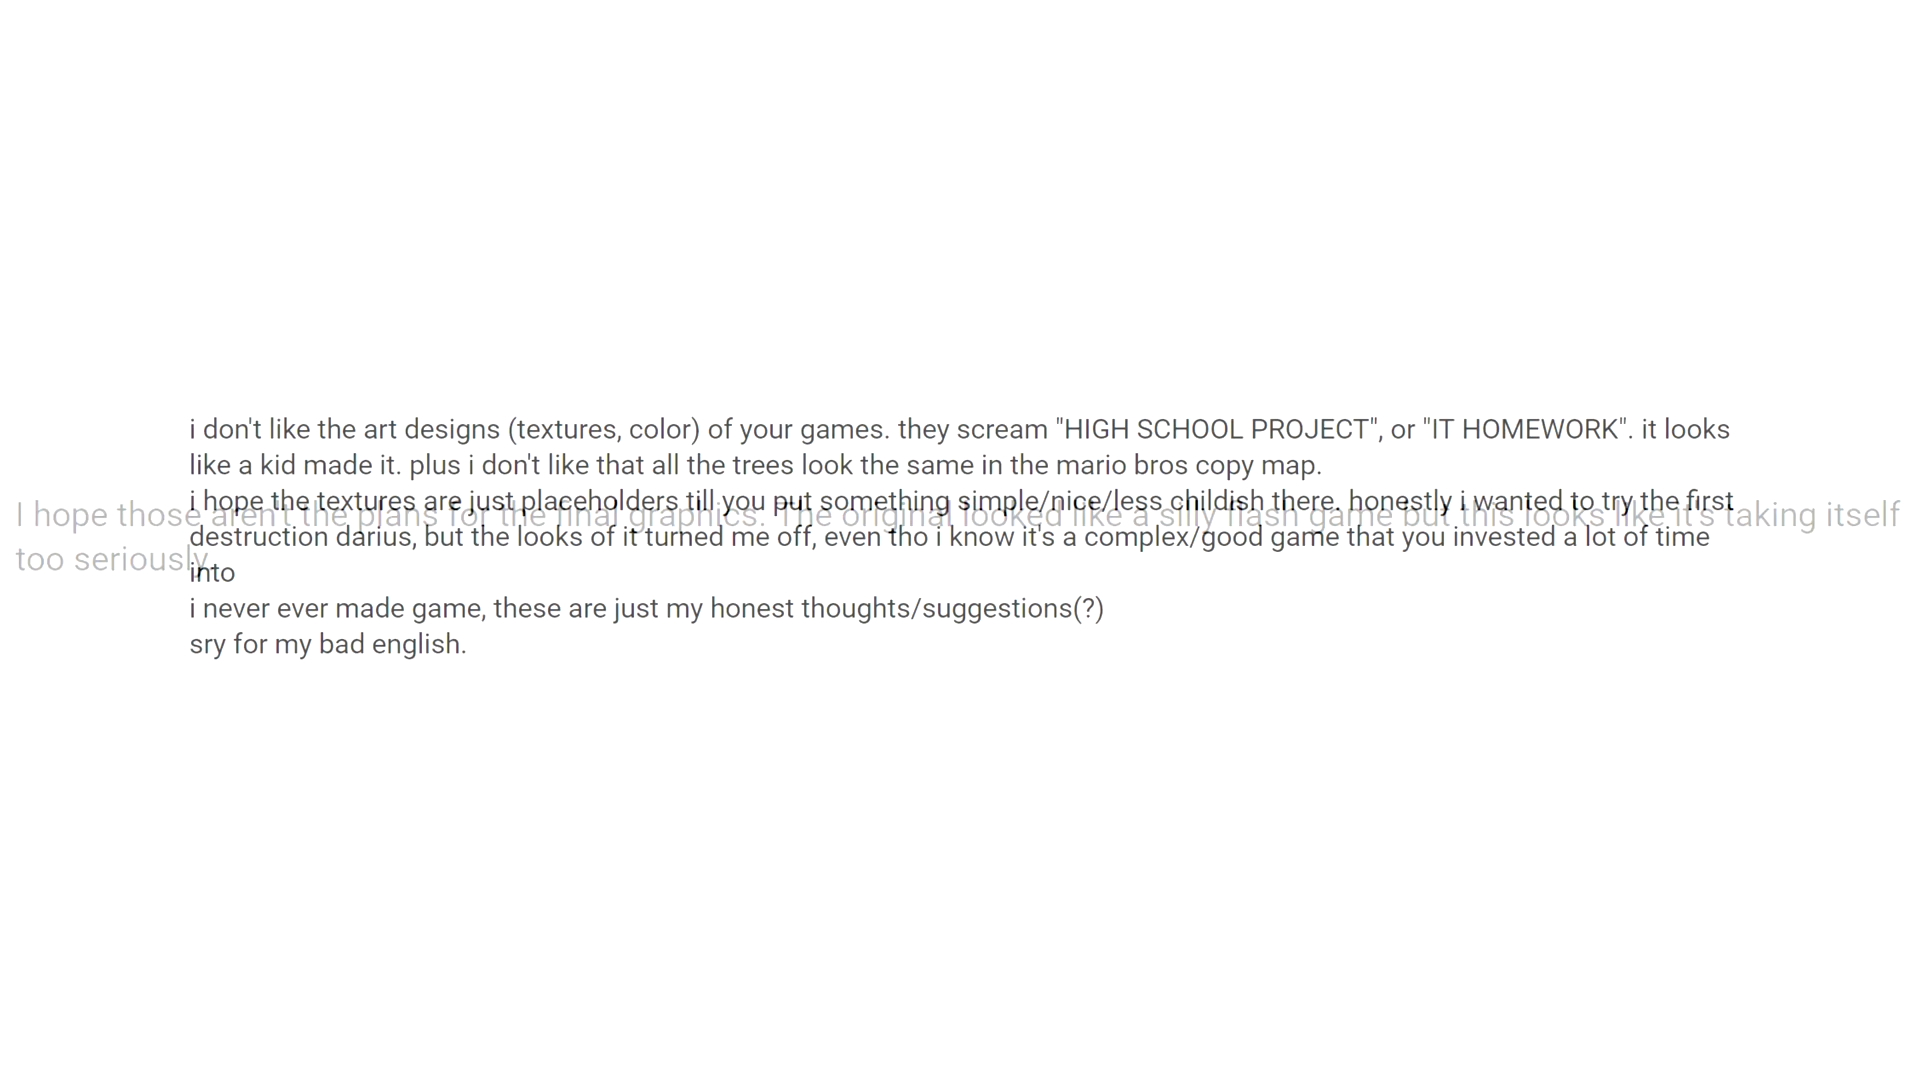 i don't like the art designs (textures, color) of your games. they scream "HIGH SCHOOL PROJECT", or "IT HOMEWORK". it looks
like a kid made it. plus i don't like that all the trees look the same in the mario bros copy map.
i hope the textures are just placeholders till you put something simple/nice/less childish there. honestly i wanted to try the first
destruction darius, but the looks of it turned me off, even tho i know it's a complex/good game that you invested a lot of time
into
i never ever made game, these are just my honest thoughts/suggestions(?)
sry for my bad english.
I hope those aren't the plans for the final graphics. The original looked like a silly flash game but this looks like it's taking itself
too seriously.